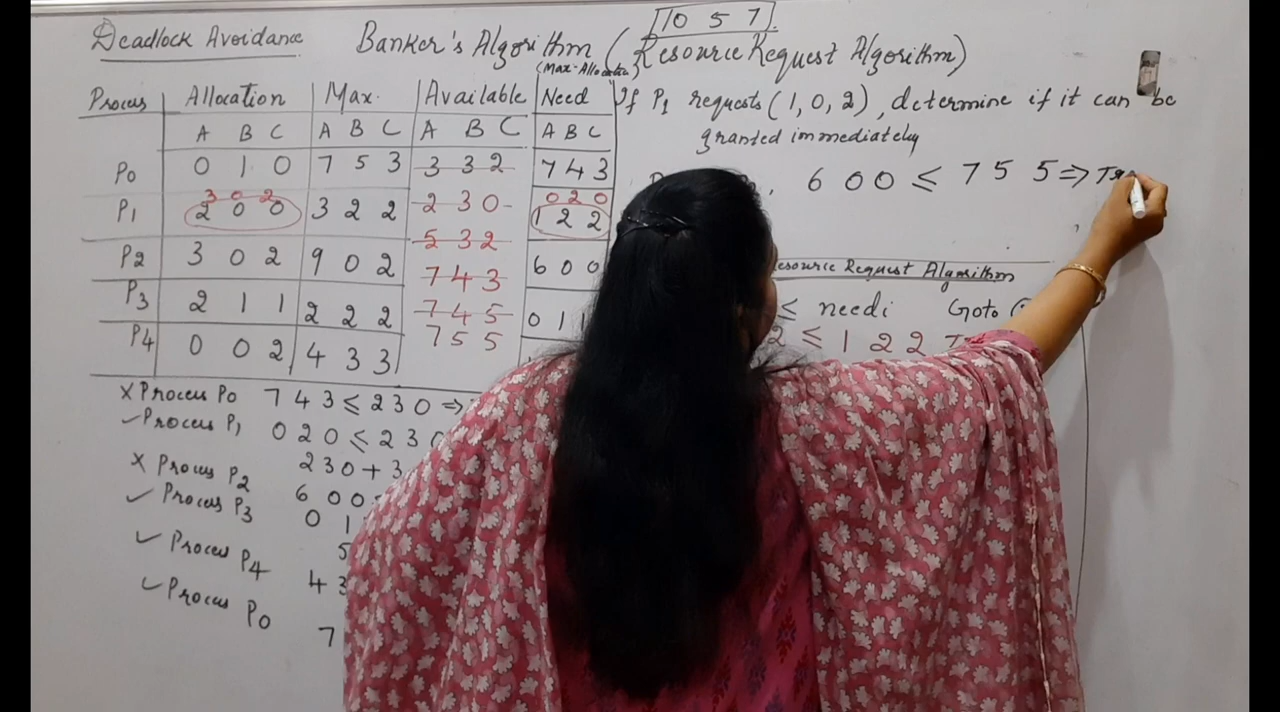 10 5 7
Deadlock Avoidance Banker's Algorithm (Resource Request Algorithm)
(Max-Allocation)
Process Allocation Max. Available Need If P1 requests (1, 0, 2), determine if it can be
A B C A B C A B C A B C granted immediately
P0 0 1 0 7 5 3 3 3 2 7 4 3
6 0 0 ≤ 7 5 5 ⇒
3 0 2 0 2 0
P1 2 0 0 3 2 2 2 3 0 1 2 2
5 3 2
P2 3 0 2 9 0 2 7 4 3 6 0 0
Resource Request Algorithm
P3 2 1 1 2 2 2 7 4 5 0 1 1
≤ needi Goto
7 5 5
2 ≤ 1 2 2
P4 0 0 2 4 3 3
× Process P0 7 4 3 ≤ 2 3 0 ⇒
✓ Process P1 0 2 0 ≤ 2 3 0
2 3 0 + 3
× Process P2 6 0 0
✓ Process P3 0 1
5
✓ Process P4 4 3
✓ Process P0 7